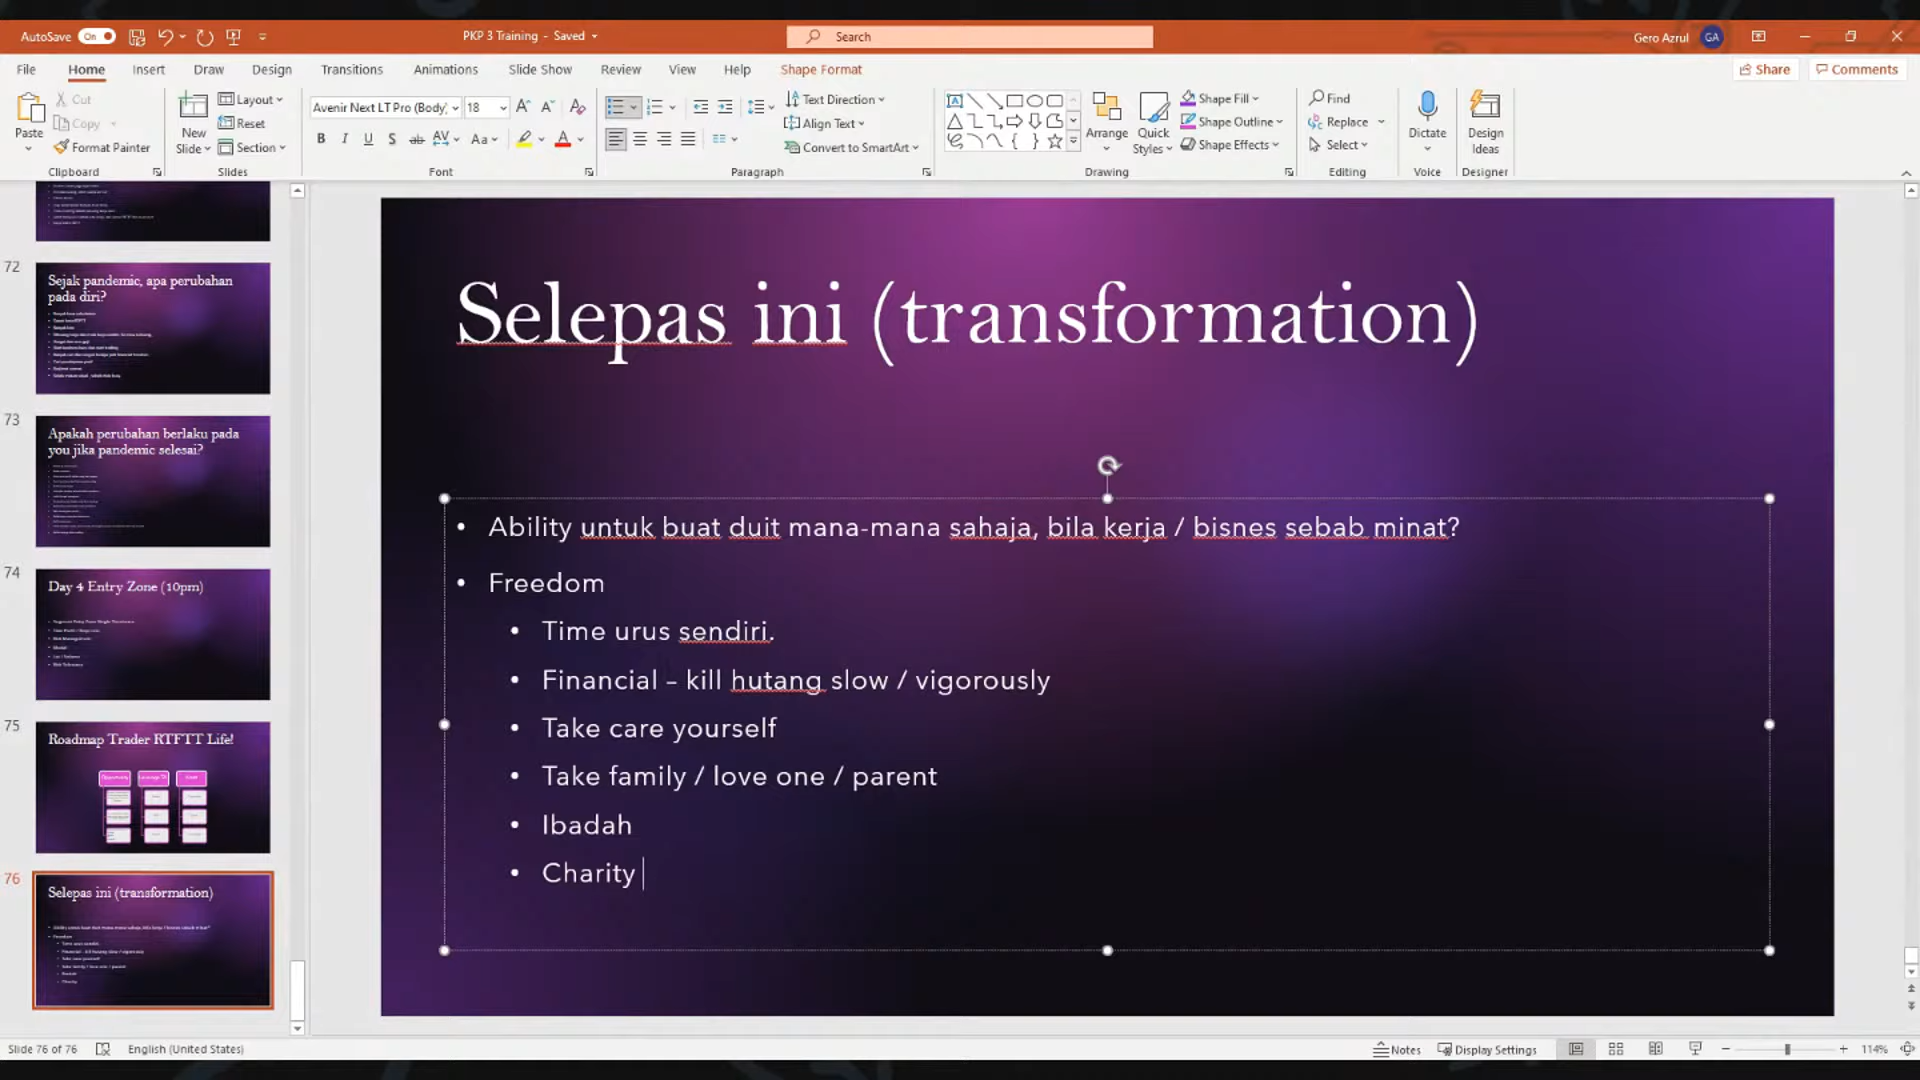 AutoSave On
PKP 3 Training - Saved
Search
Gero Azrul GA
File Home Insert Draw Design Transitions Animations Slide Show Review View Help Shape Format
Share Comments
Paste
Cut
Copy
Format Painter
Clipboard
New Slide
Layout
Reset
Section
Slides
Avenir Next LT Pro (Body) 18
Font
Text Direction
Align Text
Convert to SmartArt
Paragraph
Arrange
Quick Styles
Shape Fill
Shape Outline
Shape Effects
Drawing
Find
Replace
Select
Editing
Dictate
Voice
Design Ideas
Designer
72
Sejak pandemic, apa perubahan
pada diri?
73
Apakah perubahan berlaku pada
you jika pandemic selesai?
74
Day 4 Entry Zone (10pm)
75
Roadmap Trader RTFTT Life!
76
Selepas ini (transformation)
Selepas ini (transformation)
• Ability untuk buat duit mana-mana sahaja, bila kerja / bisnes sebab minat?
• Freedom
• Time urus sendiri.
• Financial – kill hutang slow / vigorously
• Take care yourself
• Take family / love one / parent
• Ibadah
• Charity
Slide 76 of 76
English (United States)
Notes
Display Settings
114%